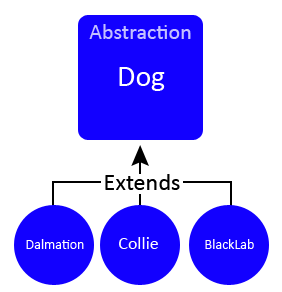 Abstraction
Dog
Extends
Dalmation
Collie
BlackLab